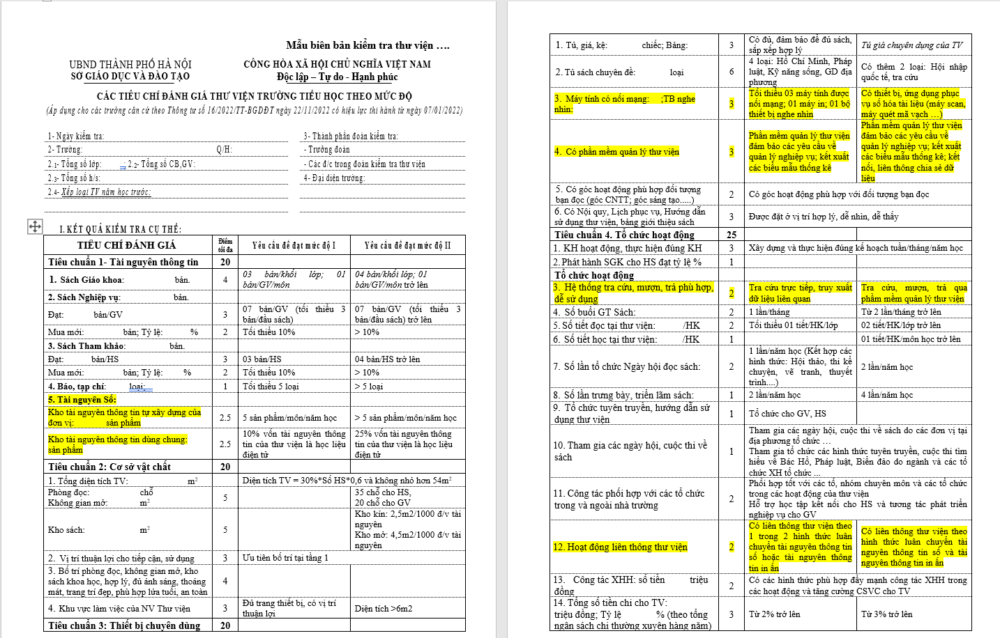 Mẫu biên bản kiểm tra thư viện ….
UBND THÀNH PHỐ HÀ NỘI
SỞ GIÁO DỤC VÀ ĐÀO TẠO
CÔNG HÒA XÃ HỘI CHỦ NGHĨA VIỆT NAM
Độc lập – Tự do - Hạnh phúc
CÁC TIÊU CHÍ ĐÁNH GIÁ THƯ VIỆN TRƯỜNG TIỂU HỌC THEO MỨC ĐỘ
(Áp dụng cho các trường căn cứ theo Thông tư số 16/2022/TT-BGDĐT ngày 22/11/2022 có hiệu lực thi hành từ ngày 07/01/2022)
1- Ngày kiểm tra:
2- Trường: Q/H:
2.1- Tổng số lớp: ; 2.2- Tổng số CB,GV:
2.3- Tổng số h/s:
2.4- Xếp loại TV năm học trước:
3- Thành phần đoàn kiểm tra:
- Trưởng đoàn
- Các đ/c trong đoàn kiểm tra thư viện
4- Đại diện trường:
I. KẾT QUẢ KIỂM TRA CỤ THỂ:
TIÊU CHÍ ĐÁNH GIÁ
Điểm
tối đa
Yêu cầu để đạt mức độ I
Yêu cầu để đạt mức độ II
Tiêu chuẩn 1- Tài nguyên thông tin 20
1. Sách Giáo khoa: bản. 4
03 bản/khối lớp; 01
bản/GV/môn
04 bản/khối lớp; 01
bản/GV/môn trở lên
2. Sách Nghiệp vụ: bản.
Đạt: bản/GV 3
07 bản/GV (tối thiểu 3
bản/đầu sách)
07 bản/GV (tối thiểu 3
bản/đầu sách) trở lên
Mua mới: bản; Tỷ lệ: % 2 Tối thiểu 10% > 10%
3. Sách Tham khảo: bản.
Đạt: bản/HS 3 03 bản/HS 04 bản/HS trở lên
Mua mới: bản; Tỷ lệ: % 2 Tối thiểu 10% > 10%
4. Báo, tạp chí: loại; 1 Tối thiểu 5 loại > 5 loại
5. Tài nguyên Số:
Kho tài nguyên thông tin tự xây dựng của
đơn vị: sản phẩm
2.5 5 sản phẩm/môn/năm học > 5 sản phẩm/môn/năm học
Kho tài nguyên thông tin dùng chung:
sản phẩm
2.5
10% vốn tài nguyên thông
tin của thư viện là học liệu
điện tử
25% vốn tài nguyên thông
tin của thư viện là học liệu
điện tử
Tiêu chuẩn 2: Cơ sở vật chất 20
1. Tổng diện tích TV: m² Diện tích TV = 30%*Số HS*0,6 và không nhỏ hơn 54m²
Phòng đọc: chỗ
Không gian mở: m²
5
35 chỗ cho HS,
20 chỗ cho GV
Kho sách: m² 5
Kho kín: 2,5m2/1000 đ/v tài
nguyên
Kho mở: 4,5m2/1000 đ/v tài
nguyên
2. Vị trí thuận lợi cho tiếp cận, sử dụng 3 Ưu tiên bố trí tại tầng 1
3. Bố trí phòng đọc, không gian mở, kho
sách khoa học, hợp lý, đủ ánh sáng, thoáng
mát, trang trí đẹp, phù hợp lứa tuổi, an toàn
4
4. Khu vực làm việc của NV Thư viện 3
Đủ trang thiết bị, có vị trí
thuận lợi
Diện tích >6m2
Tiêu chuẩn 3: Thiết bị chuyên dùng 20
1. Tủ, giá, kệ: chiếc; Bảng: 3
Có đủ, đảm bảo để đủ sách,
sắp xếp hợp lý
Tủ giá chuyên dụng của TV
2. Tủ sách chuyên đề: loại 6
4 loại: Hồ Chí Minh, Pháp
luật, Kỹ năng sống, GD địa
phương
Có thêm 2 loại: Hội nhập
quốc tế, tra cứu
3. Máy tính có nối mạng: ;TB nghe
nhìn:
3
Tối thiểu 03 máy tính được
nối mạng; 01 máy in; 01 bộ
thiết bị nghe nhìn
Có thiết bị, ứng dụng phục
vụ số hóa tài liệu (máy scan,
máy quét mã vạch …)
4. Có phần mềm quản lý thư viện 3
Phần mềm quản lý thư viện
đảm bảo các yêu cầu về
quản lý nghiệp vụ; kết xuất
các biểu mẫu thống kê
Phần mềm quản lý thư viện
đảm bảo các yêu cầu về
quản lý nghiệp vụ; kết xuất
các biểu mẫu thống kê; kết
nối, liên thông chia sẻ dữ
liệu
5. Có góc hoạt động phù hợp đối tượng
bạn đọc (góc CNTT; góc sáng tạo.....)
2 Có góc hoạt động phù hợp với đối tượng bạn đọc
6. Có Nội quy, Lịch phục vụ, Hướng dẫn
sử dụng thư viện, bảng giới thiệu sách
3 Được đặt ở vị trí hợp lý, dễ nhìn, dễ thấy
Tiêu chuẩn 4. Tổ chức hoạt động 25
1. KH hoạt động, thực hiện đúng KH 3 Xây dựng và thực hiện đúng kế hoạch tuần/tháng/năm học
2. Phát hành SGK cho HS đạt tỷ lệ % 1
Tổ chức hoạt động
3. Hệ thống tra cứu, mượn, trả phù hợp,
dễ sử dụng
2
Tra cứu trực tiếp, truy xuất
dữ liệu liên quan
Tra cứu, mượn, trả qua
phầm mềm quản lý thư viện
4. Số buổi GT Sách: 2 1 lần/tháng Từ 2 lần/tháng trở lên
5. Số tiết đọc tại thư viện: /HK 2 Tối thiểu 01 tiết/HK/lớp 02 tiết/HK/lớp trở lên
6. Số tiết học tại thư viện: /HK 1 01 tiết/HK/môn học trở lên
7. Số lần tổ chức Ngày hội đọc sách: 2
1 lần/năm học (Kết hợp các
hình thức: Hội thảo, thi kể
chuyện, vẽ tranh, thuyết
trình....)
2 lần/năm học
8. Số lần trưng bày, triển lãm sách: 1 2 lần/năm học 4 lần/năm học
9. Tổ chức tuyên truyền, hướng dẫn sử
dụng thư viện
1 Tổ chức cho GV, HS
10. Tham gia các ngày hội, cuộc thi về
sách
1
Tham gia các ngày hội, cuộc thi về sách do các đơn vị tại
địa phương tổ chức …
Tham gia tổ chức các hình thức tuyên truyền, cuộc thi tìm
hiểu về Bác Hồ, Pháp luật, Biển đảo do ngành và các tổ
chức XH tổ chức ...
11. Công tác phối hợp với các tổ chức
trong và ngoài nhà trường
2
Phối hợp tốt với các tổ, nhóm chuyên môn và các tổ chức
trong các hoạt động của thư viện
Hỗ trợ học tập kết nối cho HS và tương tác phát triển
nghiệp vụ cho GV
12. Hoạt động liên thông thư viện 2
Có liên thông thư viện theo
1 trong 2 hình thức luân
chuyển tài nguyên thông tin
số hoặc tài nguyên thông
tin in ấn
Có liên thông thư viện theo
hình thức luân chuyển tài
nguyên thông tin số và tài
nguyên thông tin in ấn
13. Công tác XHH: số tiền triệu
đồng
2
Có các hình thức phù hợp đẩy mạnh công tác XHH trong
các hoạt động và tăng cường CSVC cho TV
14. Tổng số tiền chi cho TV:
triệu đồng; Tỷ lệ % (theo tổng
ngân sách chi thường xuyên hàng năm)
3 Từ 2% trở lên Từ 3% trở lên